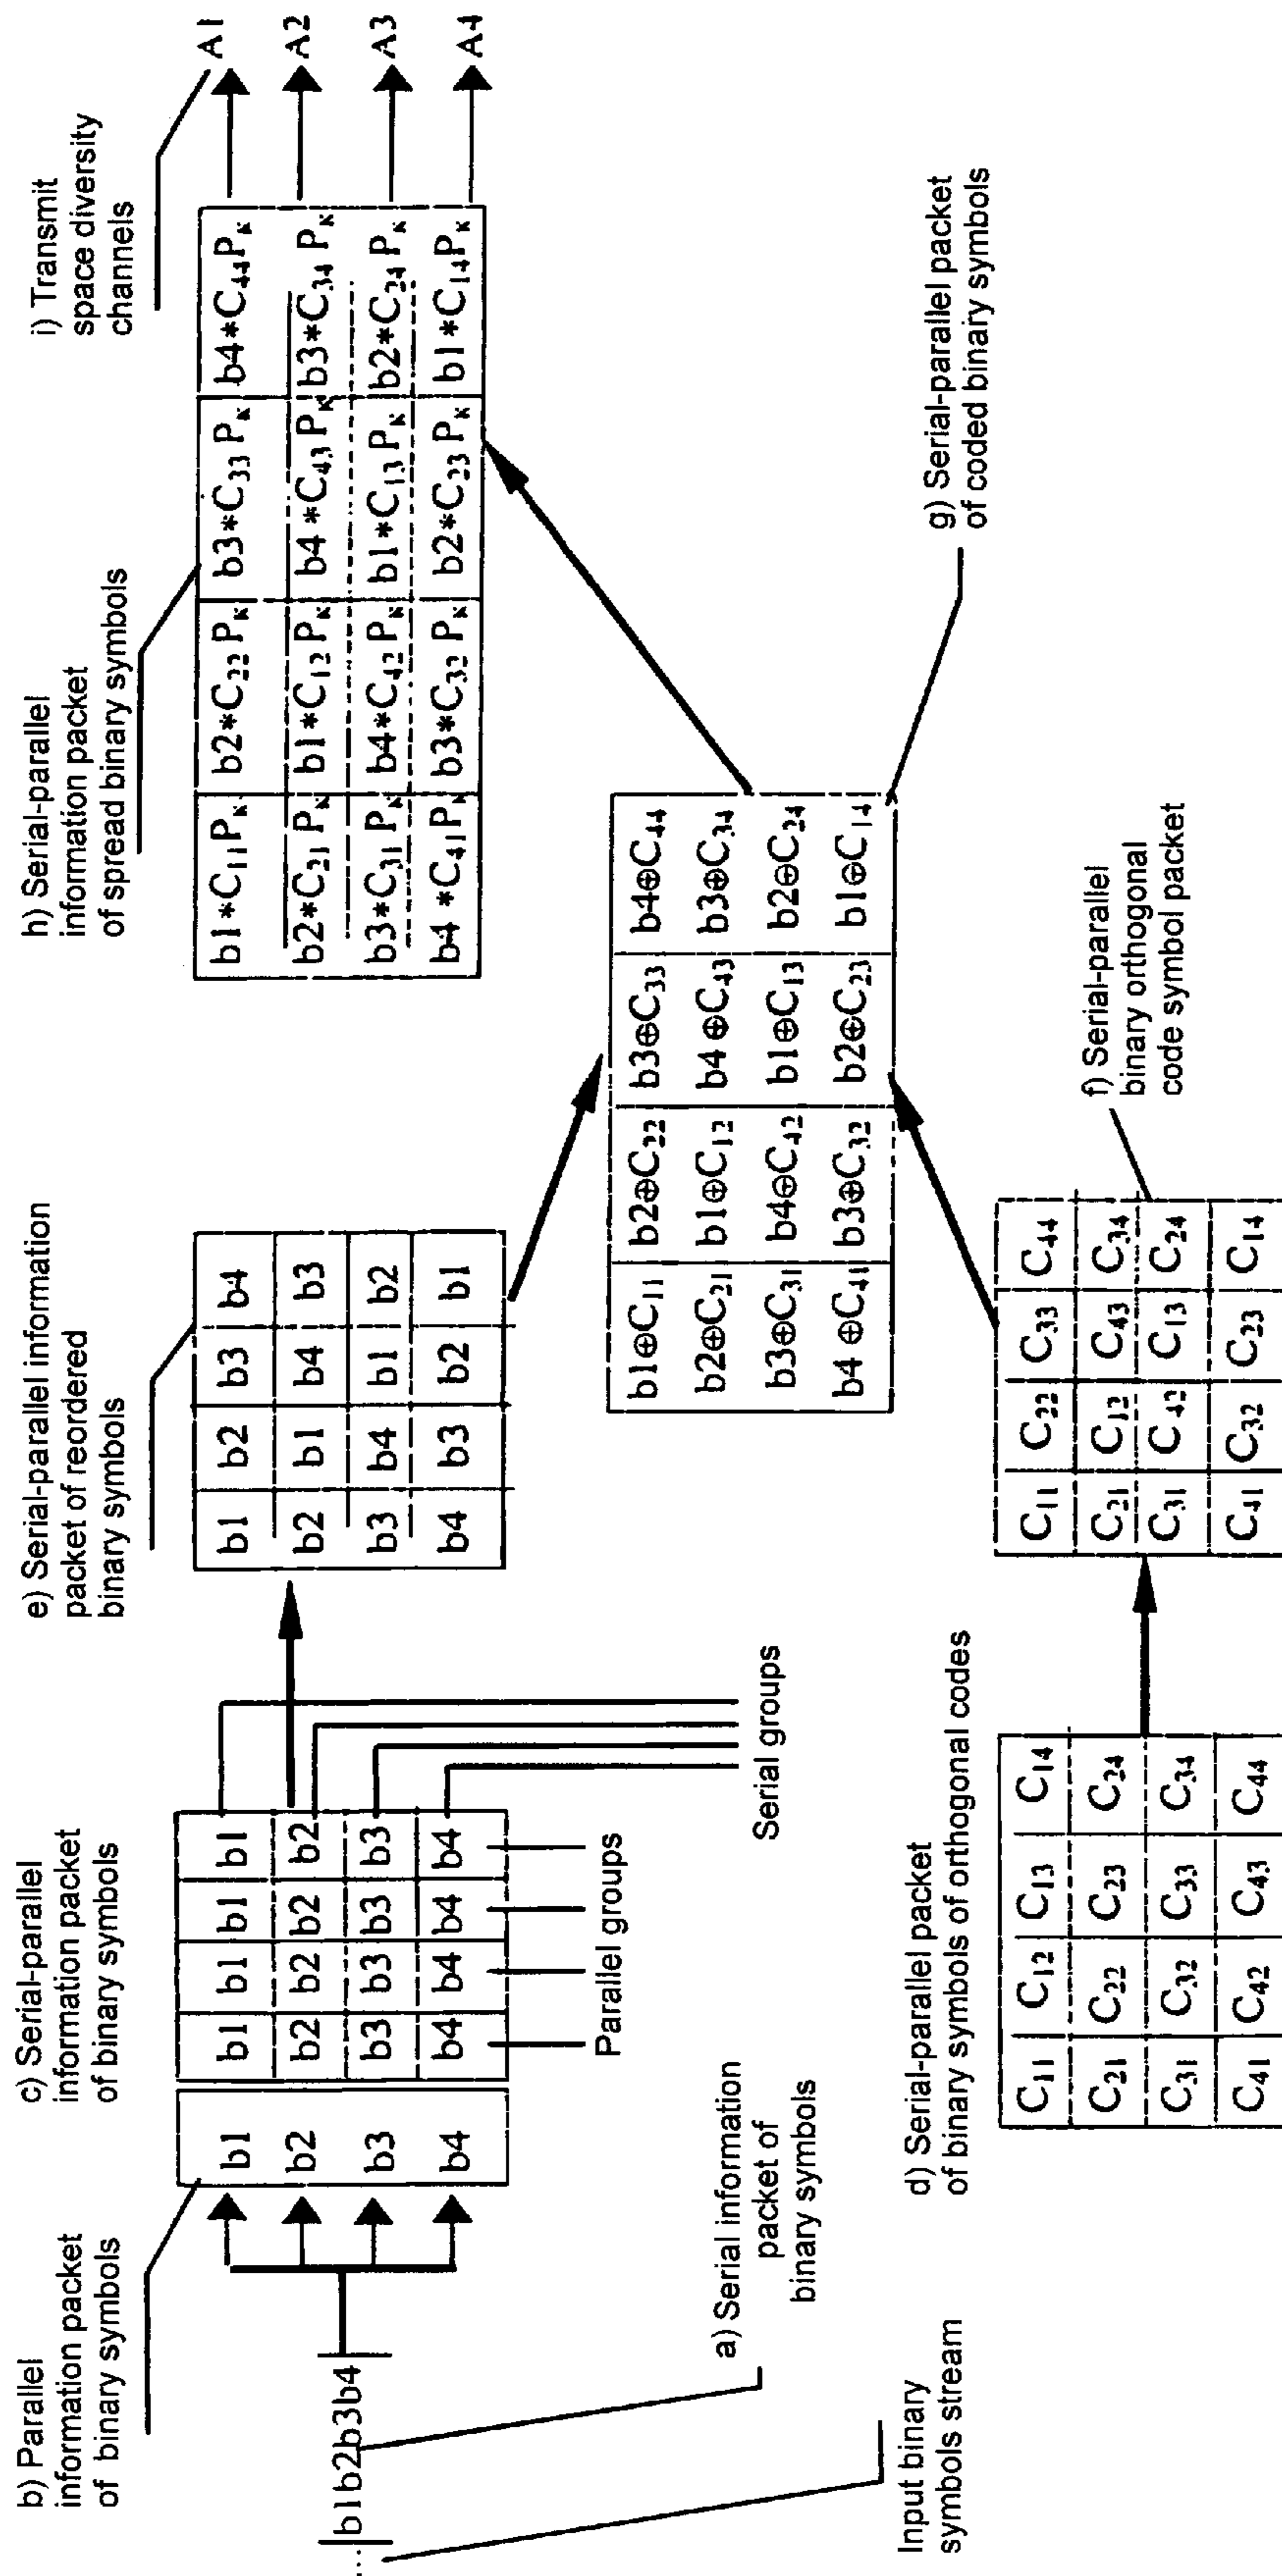 b) Parallel
information packet
of binary symbols
c) Serial-parallel
information packet
of binary symbols
e) Serial-parallel information
packet of reordered
binary symbols
h) Serial-parallel
information packet
of spread binary symbols
i) Transmit
space diversity
channels
...|b1b2b3b4|
b1
b2
b3
b4
b1 b1 b1 b1
b2 b2 b2 b2
b3 b3 b3 b3
b4 b4 b4 b4
Parallel groups
Serial groups
b1 b2 b3 b4
b2 b1 b4 b3
b3 b4 b1 b2
b4 b3 b2 b1
b1*C₁₁Pₖ b2*C₂₂Pₖ b3*C₃₃Pₖ b4*C₄₄Pₖ
b2*C₂₁Pₖ b1*C₁₂Pₖ b4*C₄₃Pₖ b3*C₃₄Pₖ
b3*C₃₁Pₖ b4*C₄₂Pₖ b1*C₁₃Pₖ b2*C₂₄Pₖ
b4*C₄₁Pₖ b3*C₃₂Pₖ b2*C₂₃Pₖ b1*C₁₄Pₖ
A1
A2
A3
A4
a) Serial information
packet of
binary symbols
Input binary
symbols stream
b1⊕C₁₁ b2⊕C₂₂ b3⊕C₃₃ b4⊕C₄₄
b2⊕C₂₁ b1⊕C₁₂ b4⊕C₄₃ b3⊕C₃₄
b3⊕C₃₁ b4⊕C₄₂ b1⊕C₁₃ b2⊕C₂₄
b4⊕C₄₁ b3⊕C₃₂ b2⊕C₂₃ b1⊕C₁₄
g) Serial-parallel packet
of coded binary symbols
d) Serial-parallel packet
of binary symbols of orthogonal codes
C₁₁ C₁₂ C₁₃ C₁₄
C₂₁ C₂₂ C₂₃ C₂₄
C₃₁ C₃₂ C₃₃ C₃₄
C₄₁ C₄₂ C₄₃ C₄₄
C₁₁ C₂₂ C₃₃ C₄₄
C₂₁ C₁₂ C₄₃ C₃₄
C₃₁ C₄₂ C₁₃ C₂₄
C₄₁ C₃₂ C₂₃ C₁₄
f) Serial-parallel
binary orthogonal
code symbol packet